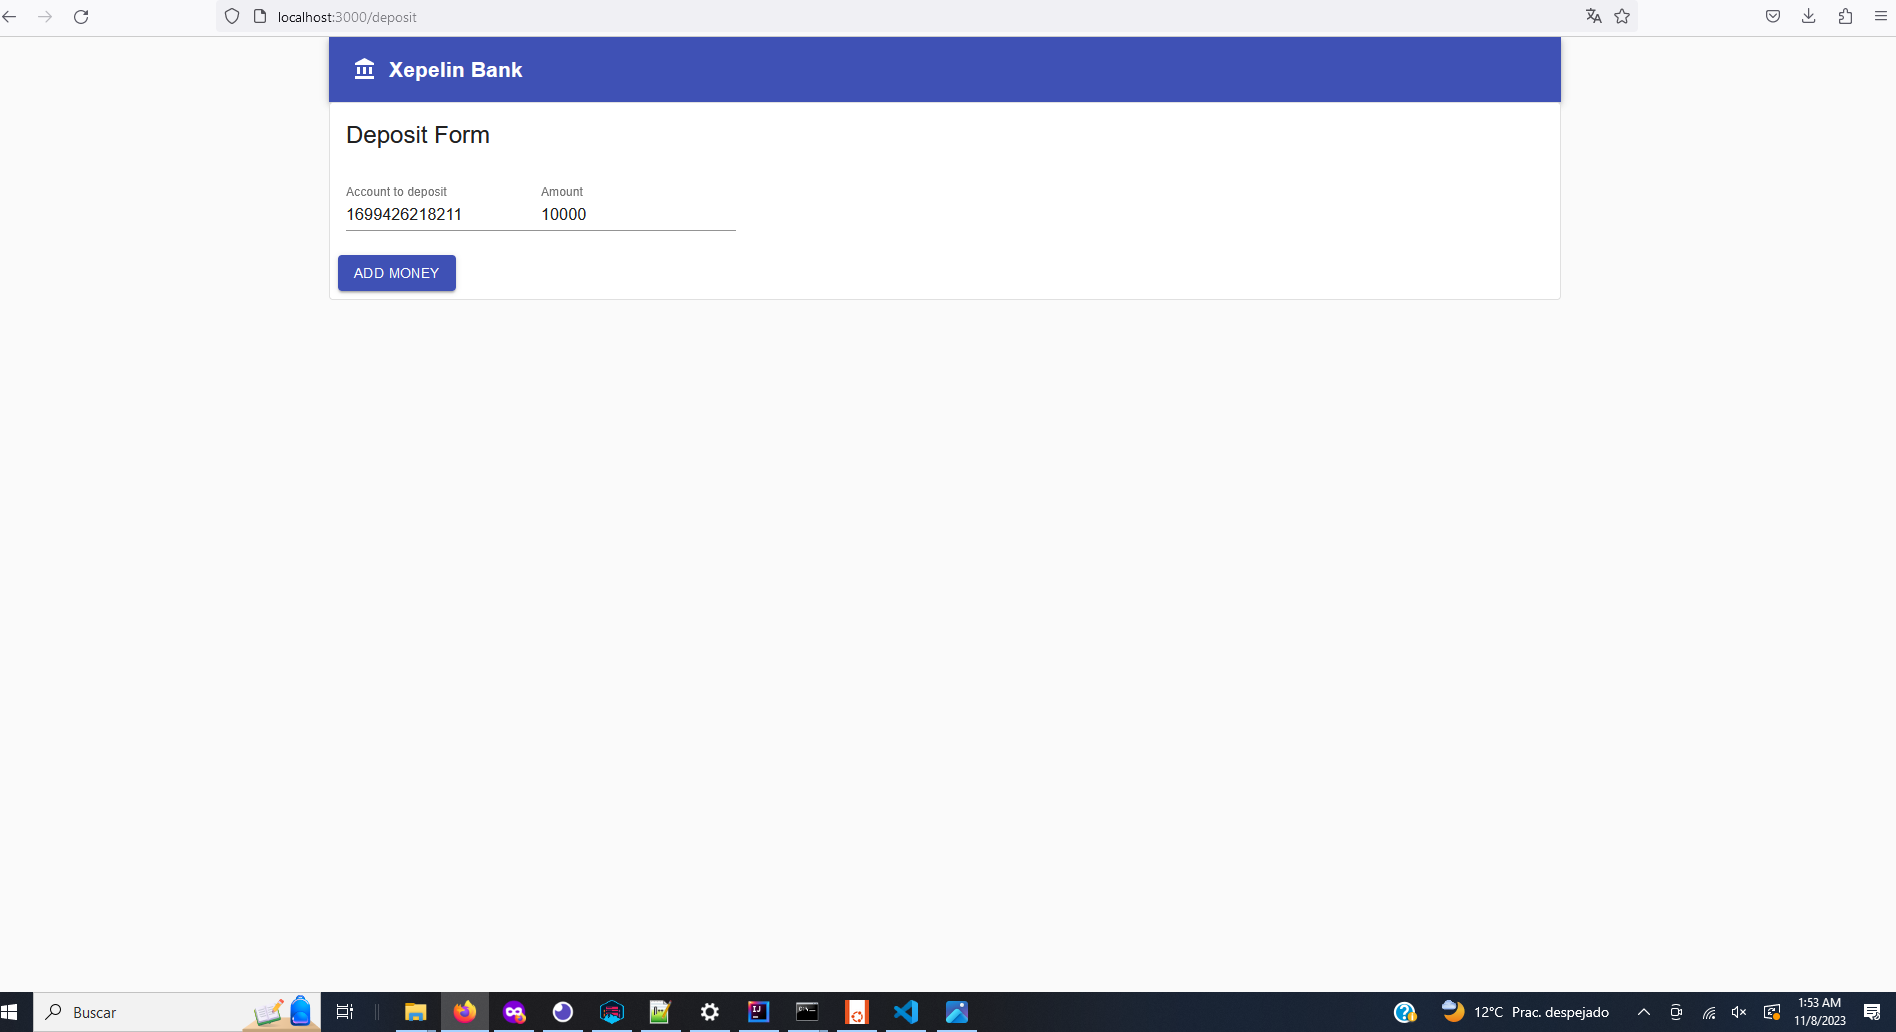 localhost:3000/deposit
Xepelin Bank
Deposit Form
Account to deposit Amount
1699426218211 10000
ADD MONEY
Buscar
12°C Prac. despejado
1:53 AM
11/8/2023